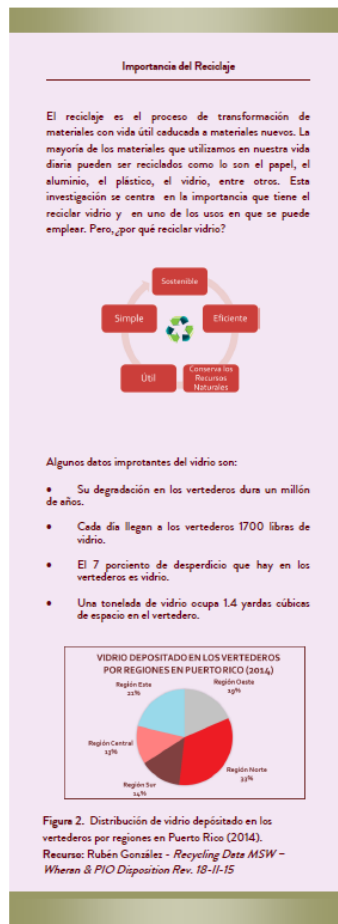 Importancia del Reciclaje
El reciclaje es el proceso de transformación de
materiales con vida útil caducada a materiales nuevos. La
mayoría de los materiales que utilizamos en nuestra vida
diaria pueden ser reciclados como lo son el papel, el
aluminio, el plástico, el vidrio, entre otros. Esta
investigación se centra en la importancia que tiene el
reciclar vidrio y en uno de los usos en que se puede
emplear. Pero,¿por qué reciclar vidrio?
Sostenible
Simple
Eficiente
Útil
Conserva los
Recursos
Naturales
Algunos datos improtantes del vidrio son:
• Su degradación en los vertederos dura un millón
de años.
• Cada día llegan a los vertederos 1700 libras de
vidrio.
• El 7 porciento de desperdicio que hay en los
vertederos es vidrio.
• Una tonelada de vidrio ocupa 1.4 yardas cúbicas
de espacio en el vertedero.
VIDRIO DEPOSITADO EN LOS VERTEDEROS
POR REGIONES EN PUERTO RICO (2014)
Región Este
22%
Región Oeste
19%
Región Central
13%
Región Norte
33%
Región Sur
14%
Figura 2. Distribución de vidrio depósitado en los
vertederos por regiones en Puerto Rico (2014).
Recurso: Rubén González - Recycling Data MSW –
Wheran & PIO Disposition Rev. 18-II-15